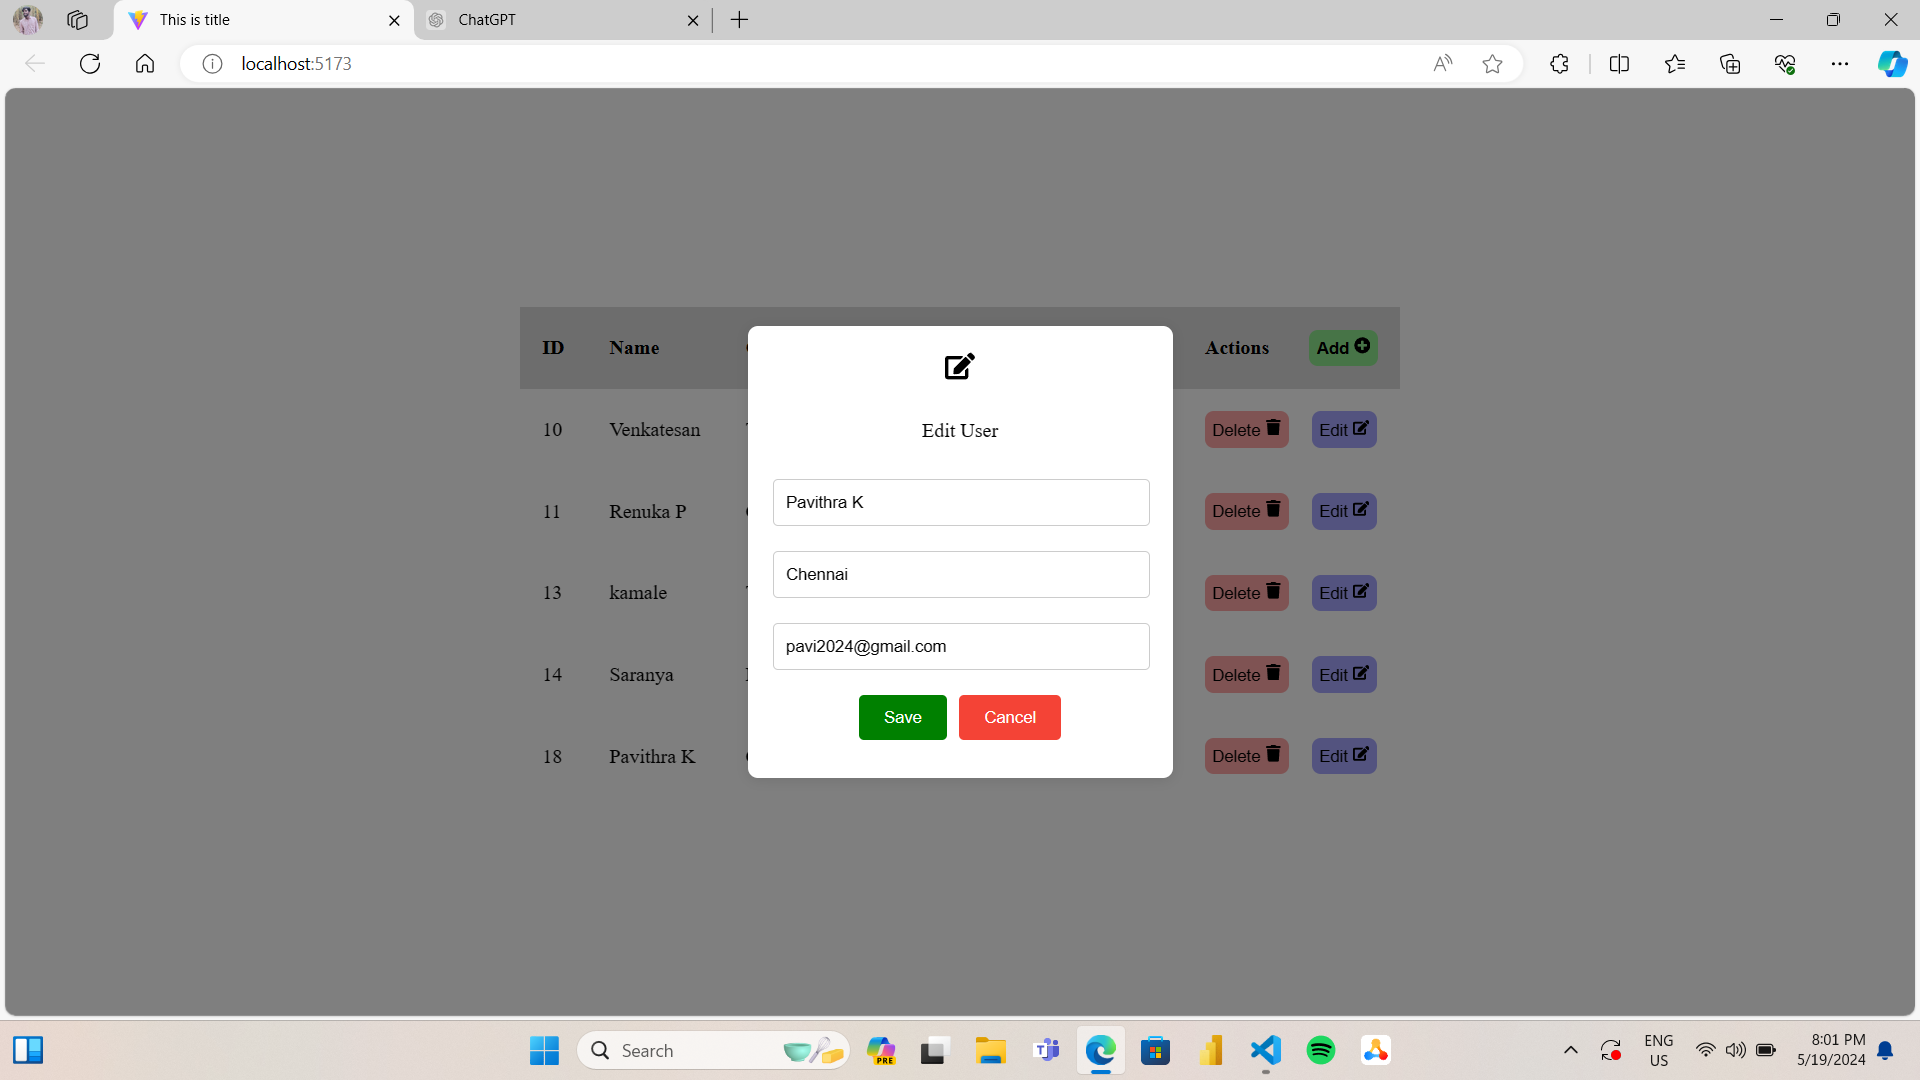 This is title
ChatGPT
localhost:5173
ID Name Actions Add
Edit User
10 Venkatesan Delete Edit
Pavithra K
11 Renuka P Delete Edit
Chennai
13 kamale Delete Edit
pavi2024@gmail.com
14 Saranya Delete Edit
Save Cancel
18 Pavithra K Delete Edit
Search
PRE
ENG
US
8:01 PM
5/19/2024